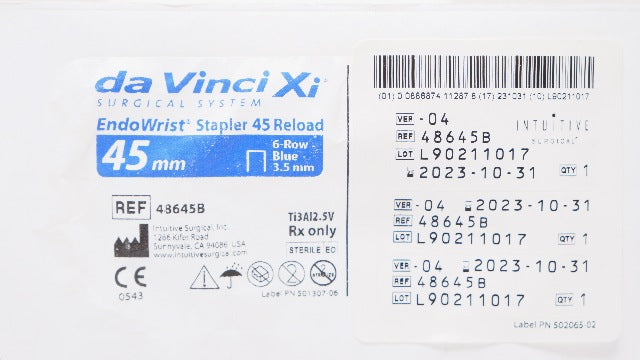 da Vinci Xi
SURGICAL SYSTEM
EndoWrist® Stapler 45 Reload
45 mm
6-Row
Blue
3.5 mm
REF 48645B
Ti3Al2.5V
Rx only
STERILE EO
Intuitive Surgical, Inc.
1266 Kifer Road
Sunnyvale, CA 94086 USA
www.intuitivesurgical.com
CE
0543
Label PN 501307-06
(01) 0 0886874 11287 8 (17) 231031 (10) L90211017
VER -04
REF 48645B
LOT L90211017
2023-10-31 QTY 1
INTUITIVE
SURGICAL
VER -04 2023-10-31
REF 48645B
LOT L90211017 QTY 1
VER -04 2023-10-31
REF 48645B
LOT L90211017 QTY 1
Label PN 502065-02